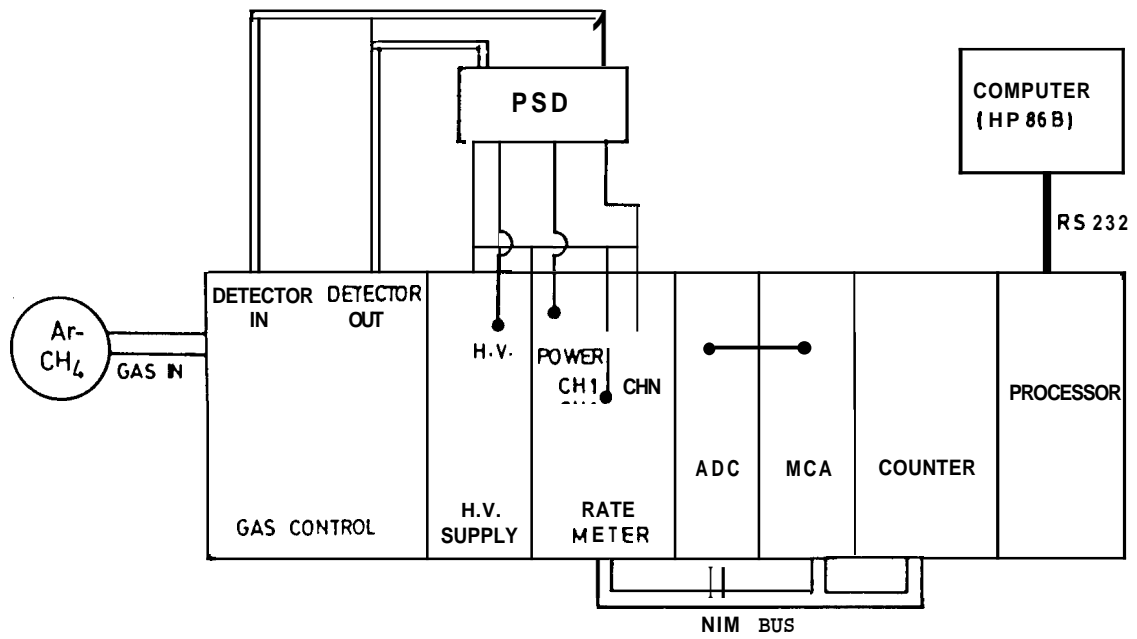 PSD
COMPUTER
(HP 86B)
RS 232
DETECTOR
IN
DETECTOR
OUT
Ar-
CH4
GAS IN
H.V.
POWER
CH1
CHN
PROCESSOR
ADC
MCA
COUNTER
GAS CONTROL
H.V.
SUPPLY
RATE
METER
NIM BUS